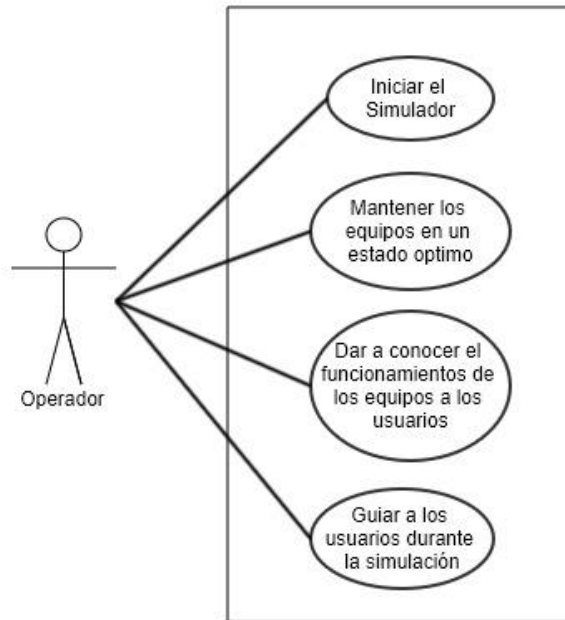 Iniciar el
Simulador
Mantener los
equipos en un
estado optimo
Dar a conocer el
funcionamientos de
los equipos a los
usuarios
Operador
Guiar a los
usuarios durante
la simulación